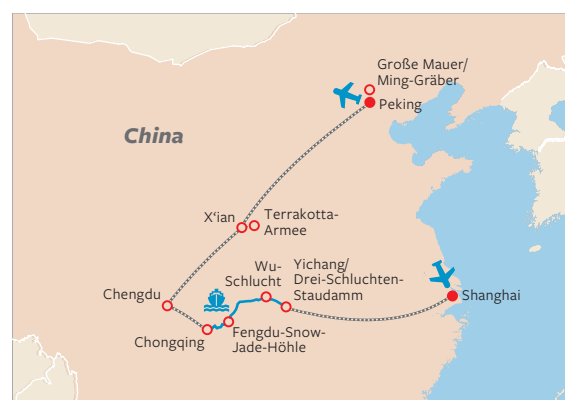 Große Mauer/
Ming-Gräber
Peking
China
X‘ian
Terrakotta-
Armee
Wu-
Schlucht
Yichang/
Drei-Schluchten-
Staudamm
Chengdu
Shanghai
Chongqing
Fengdu-Snow-
Jade-Höhle